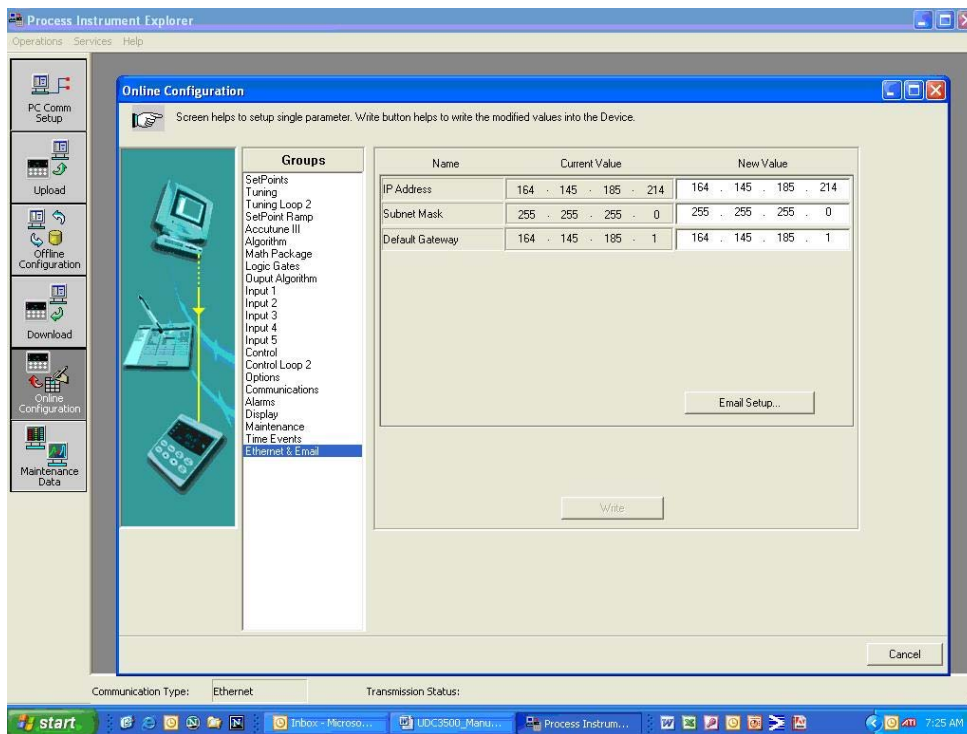 Process Instrument Explorer
Operations Services Help
PC Comm
Setup
Upload
Offline
Configuration
Download
Online
Configuration
Maintenance
Data
Online Configuration
Screen helps to setup single parameter. Write button helps to write the modified values into the Device.
Groups
SetPoints
Tuning
Tuning Loop 2
SetPoint Ramp
Accutune III
Algorithm
Math Package
Logic Gates
Ouput Algorithm
Input 1
Input 2
Input 3
Input 4
Input 5
Control
Control Loop 2
Options
Communications
Alarms
Display
Maintenance
Time Events
Ethernet & Email
Name Current Value New Value
IP Address 164 . 145 . 185 . 214 164 . 145 . 185 . 214
Subnet Mask 255 . 255 . 255 . 0 255 . 255 . 255 . 0
Default Gateway 164 . 145 . 185 . 1 164 . 145 . 185 . 1
Email Setup...
Write
Cancel
Communication Type: Ethernet Transmission Status:
start Inbox - Microso... UDC3500_Manu... Process Instrum... ATI 7:25 AM